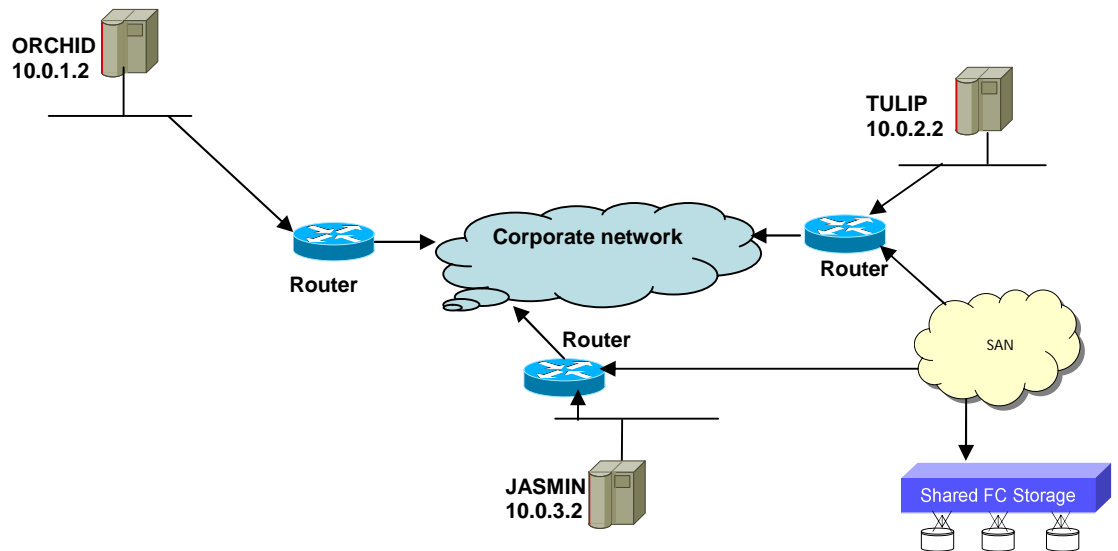 ORCHID
10.0.1.2
TULIP
10.0.2.2
Corporate network
Router
Router
Router
SAN
JASMIN
10.0.3.2
Shared FC Storage